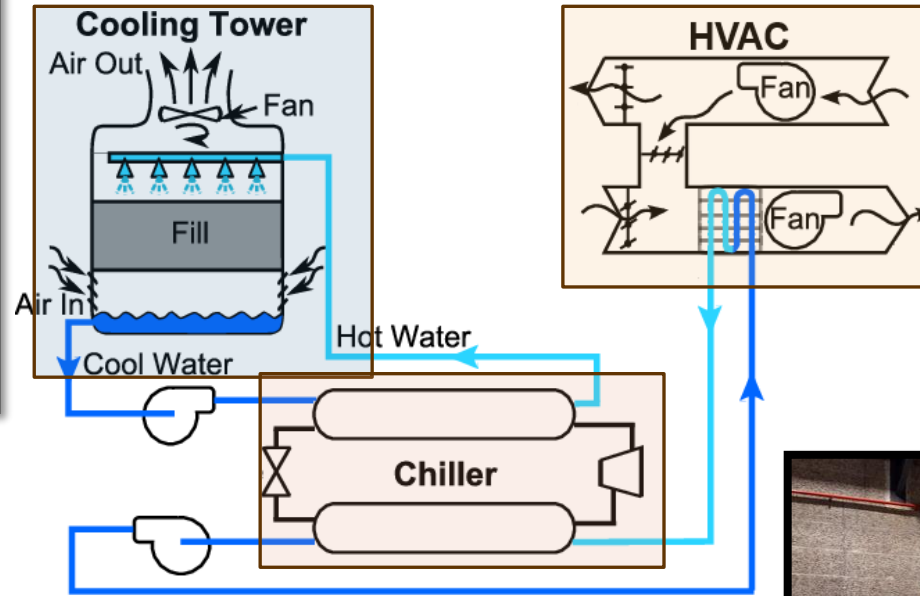 Cooling Tower
Air Out
Fan
Fill
Air In
Cool Water
Hot Water
HVAC
Fan
Fan
Chiller